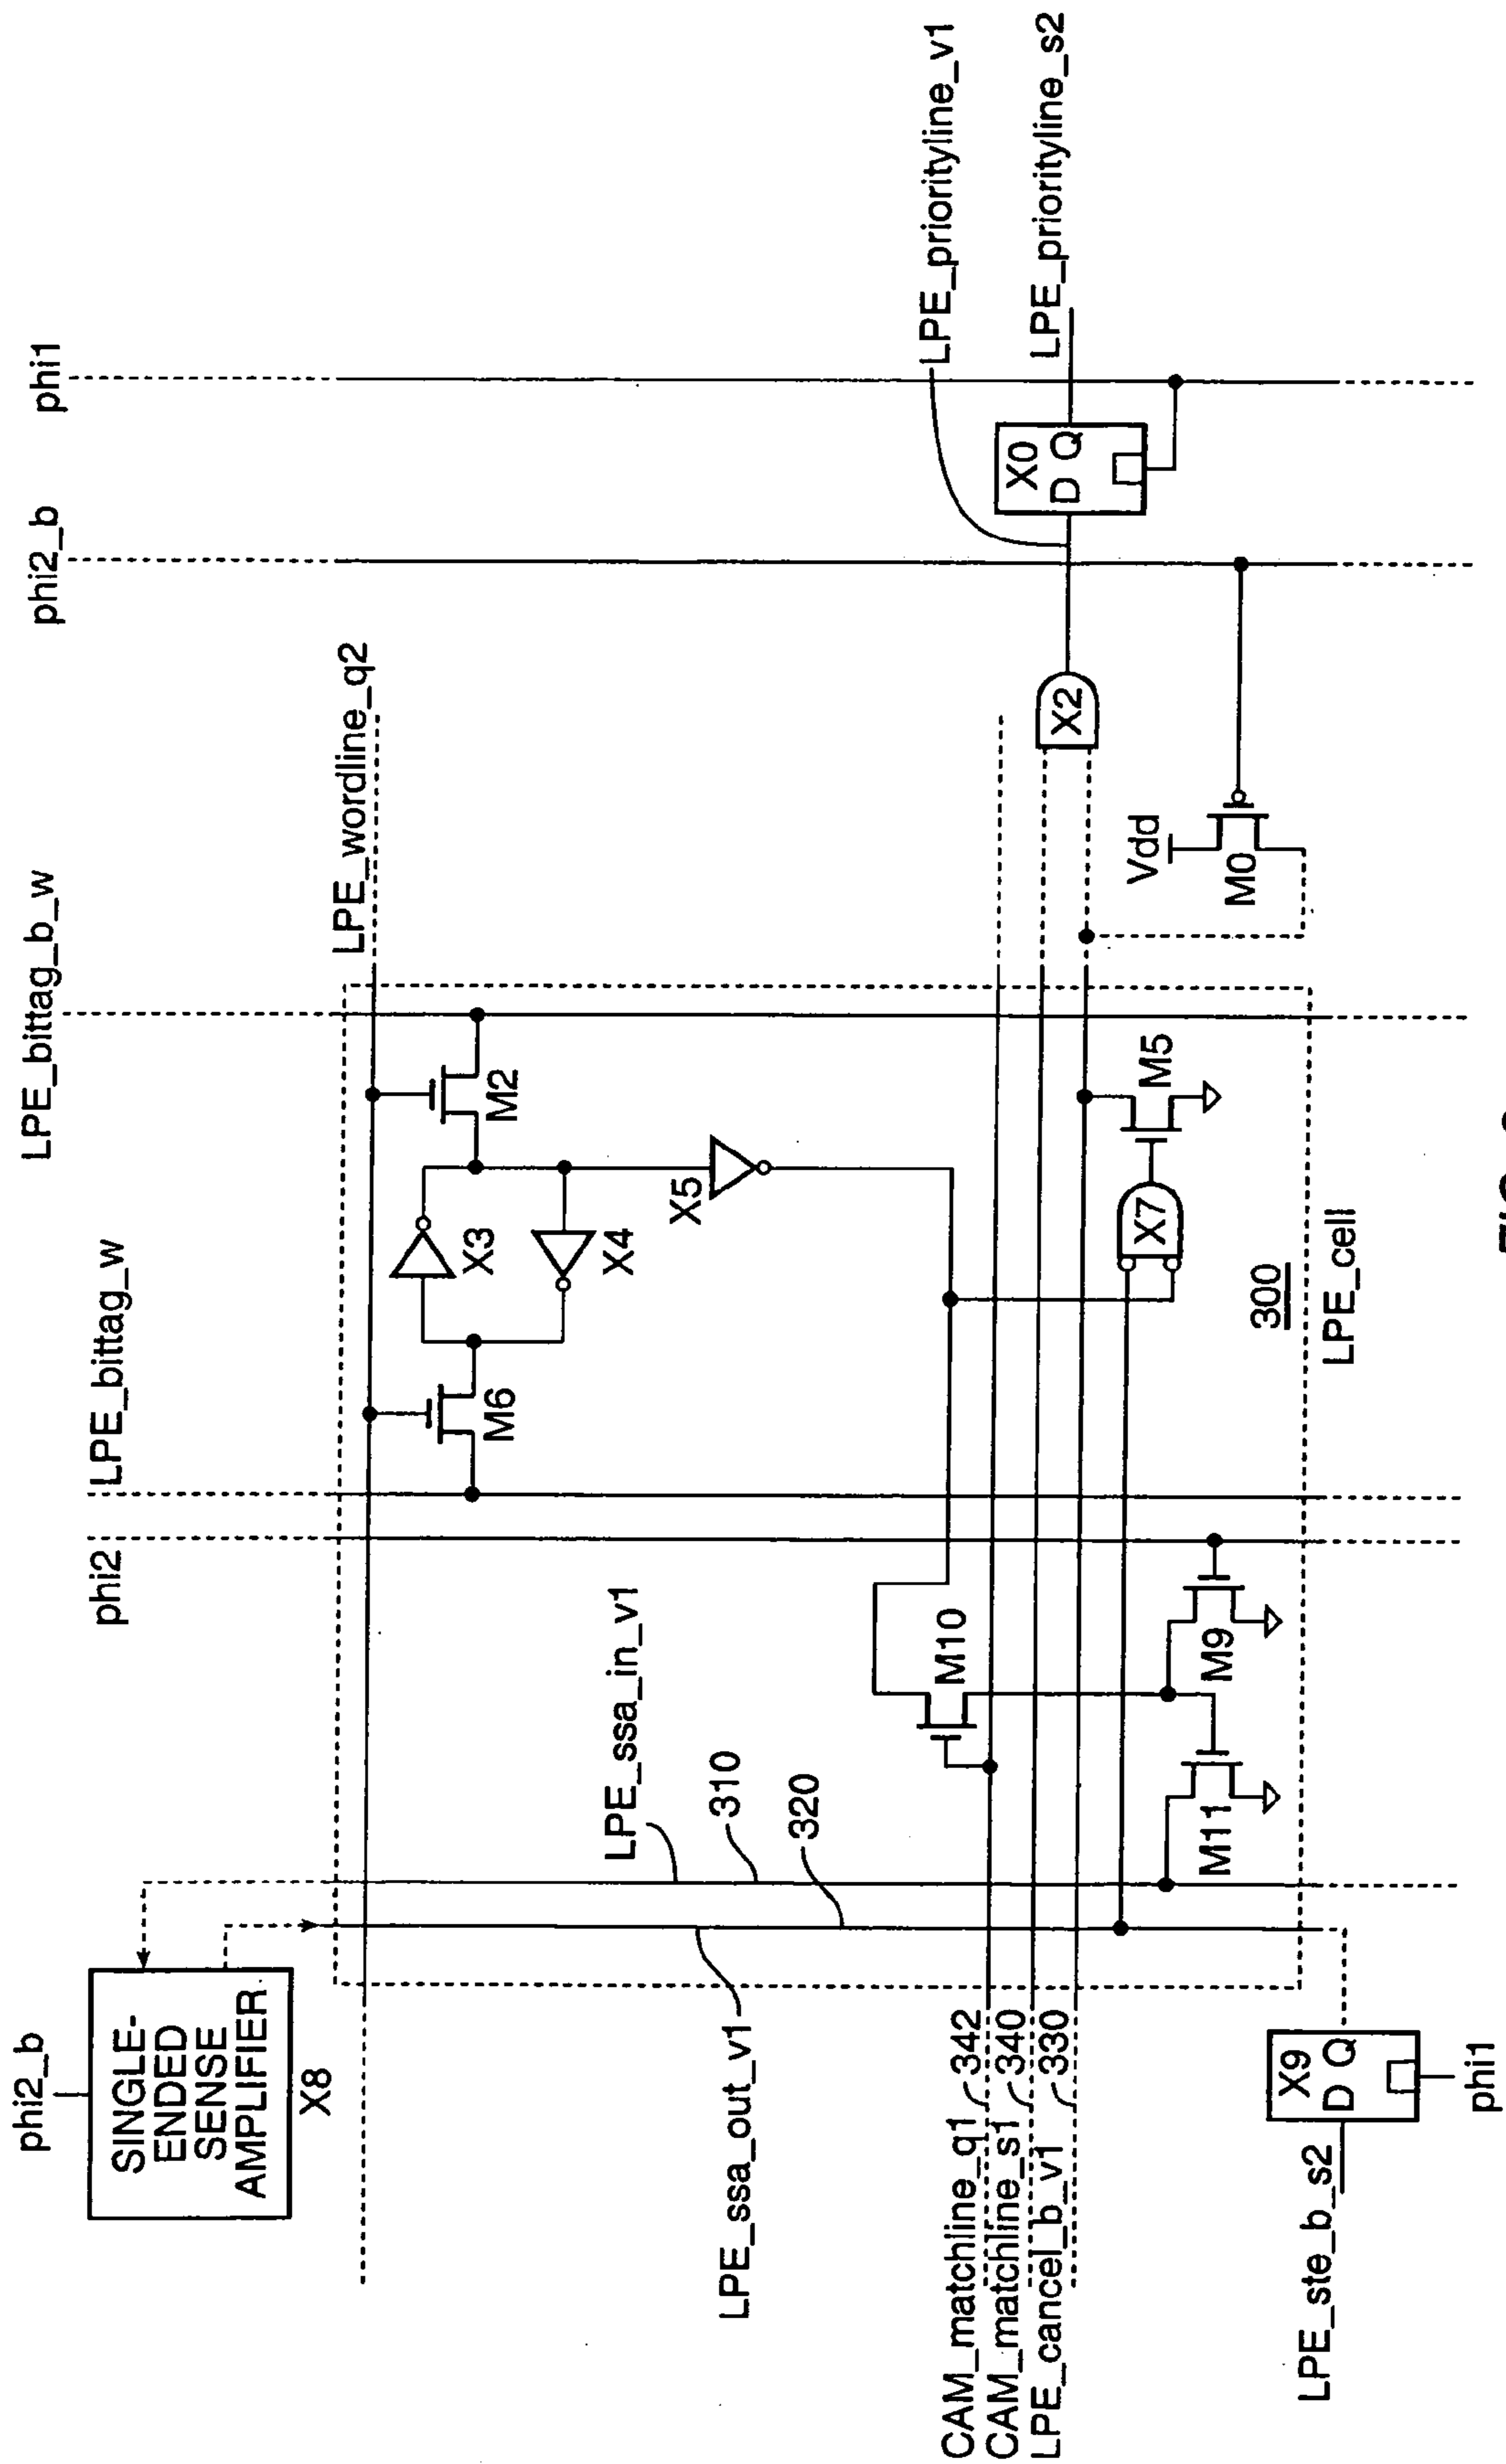 phi2_b
SINGLE-
ENDED
SENSE
AMPLIFIER
X8
LPE_ssa_in_v1
310
320
LPE_ssa_out_v1
phi2
LPE_bittag_w
LPE_bittag_b_w
LPE_wordline_q2
phi2_b
phi1
M6
X3
X4
M2
X5
M10
M9
M11
CAM_matchline_q1
342
CAM_matchline_s1
340
LPE_cancel_b_v1
330
X7
M5
X2
Vdd
M0
X0
D Q
LPE_priorityline_v1
LPE_priorityline_s2
300
LPE_cell
X9
D Q
LPE_ste_b_s2
phi1